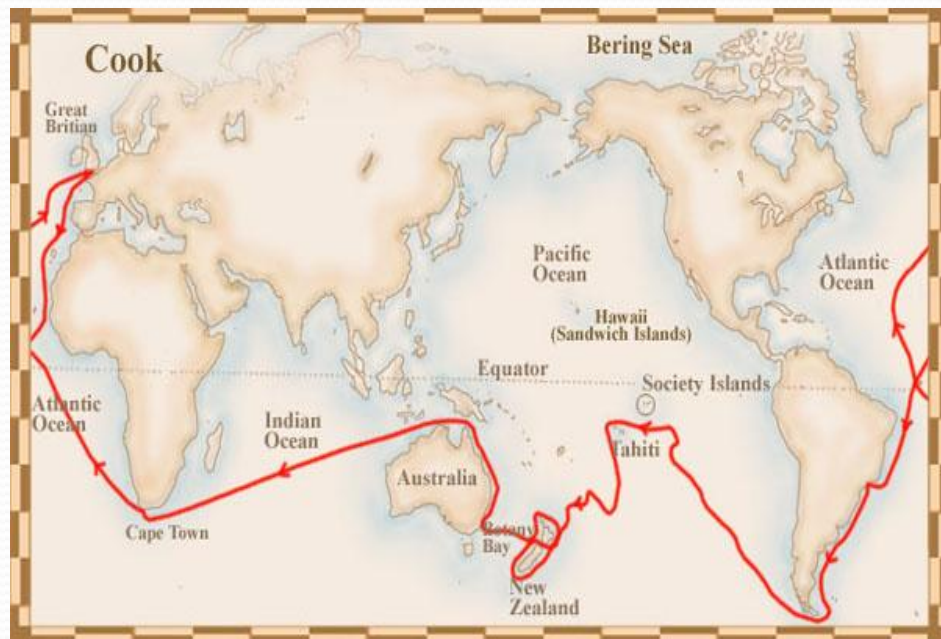 Cook
Bering Sea
Great
Britian
Pacific
Ocean
Atlantic
Ocean
Hawaii
(Sandwich Islands)
Equator
Society Islands
Atlantic
Ocean
Indian
Ocean
Tahiti
Australia
Cape Town
Botany
Bay
New
Zealand